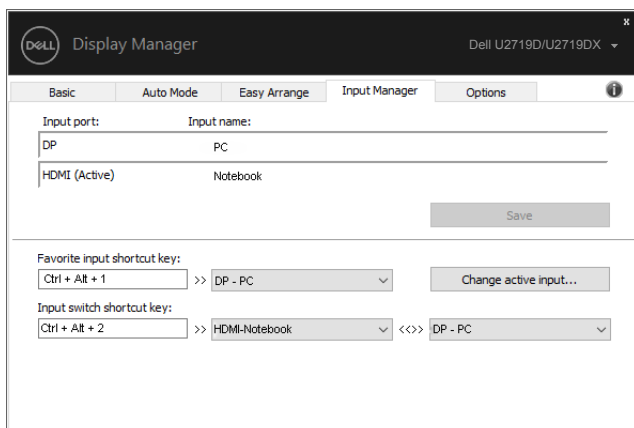 x
DELL Display Manager Dell U2719D/U2719DX
Basic Auto Mode Easy Arrange Input Manager Options i
Input port: Input name:
DP PC
HDMI (Active) Notebook
Save
Favorite input shortcut key:
Ctrl + Alt + 1 >> DP - PC Change active input...
Input switch shortcut key:
Ctrl + Alt + 2 >> HDMI-Notebook <<>> DP - PC